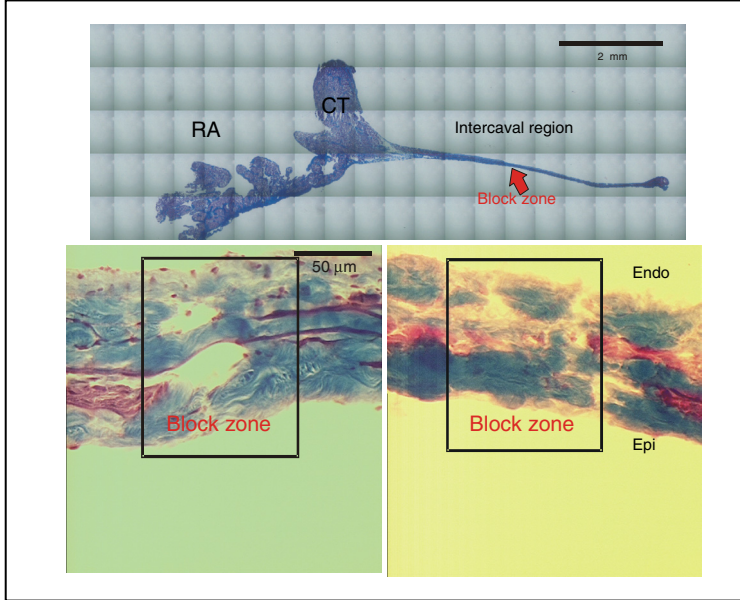 2 mm
CT
RA
Intercaval region
Block zone
50 μm
Endo
Block zone
Block zone
Epi